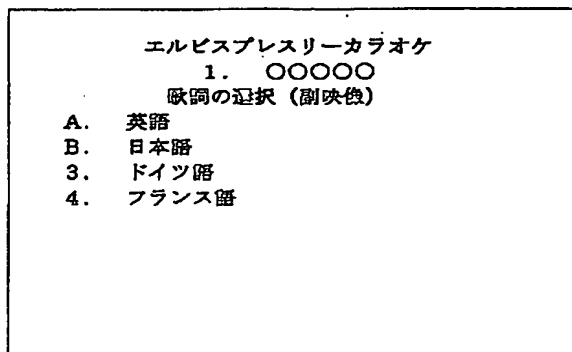 エルビスプレスリーカラオケ
1. ○○○○○
歌詞の選択 (副映像)
A. 英語
B. 日本語
3. ドイツ語
4. フランス語